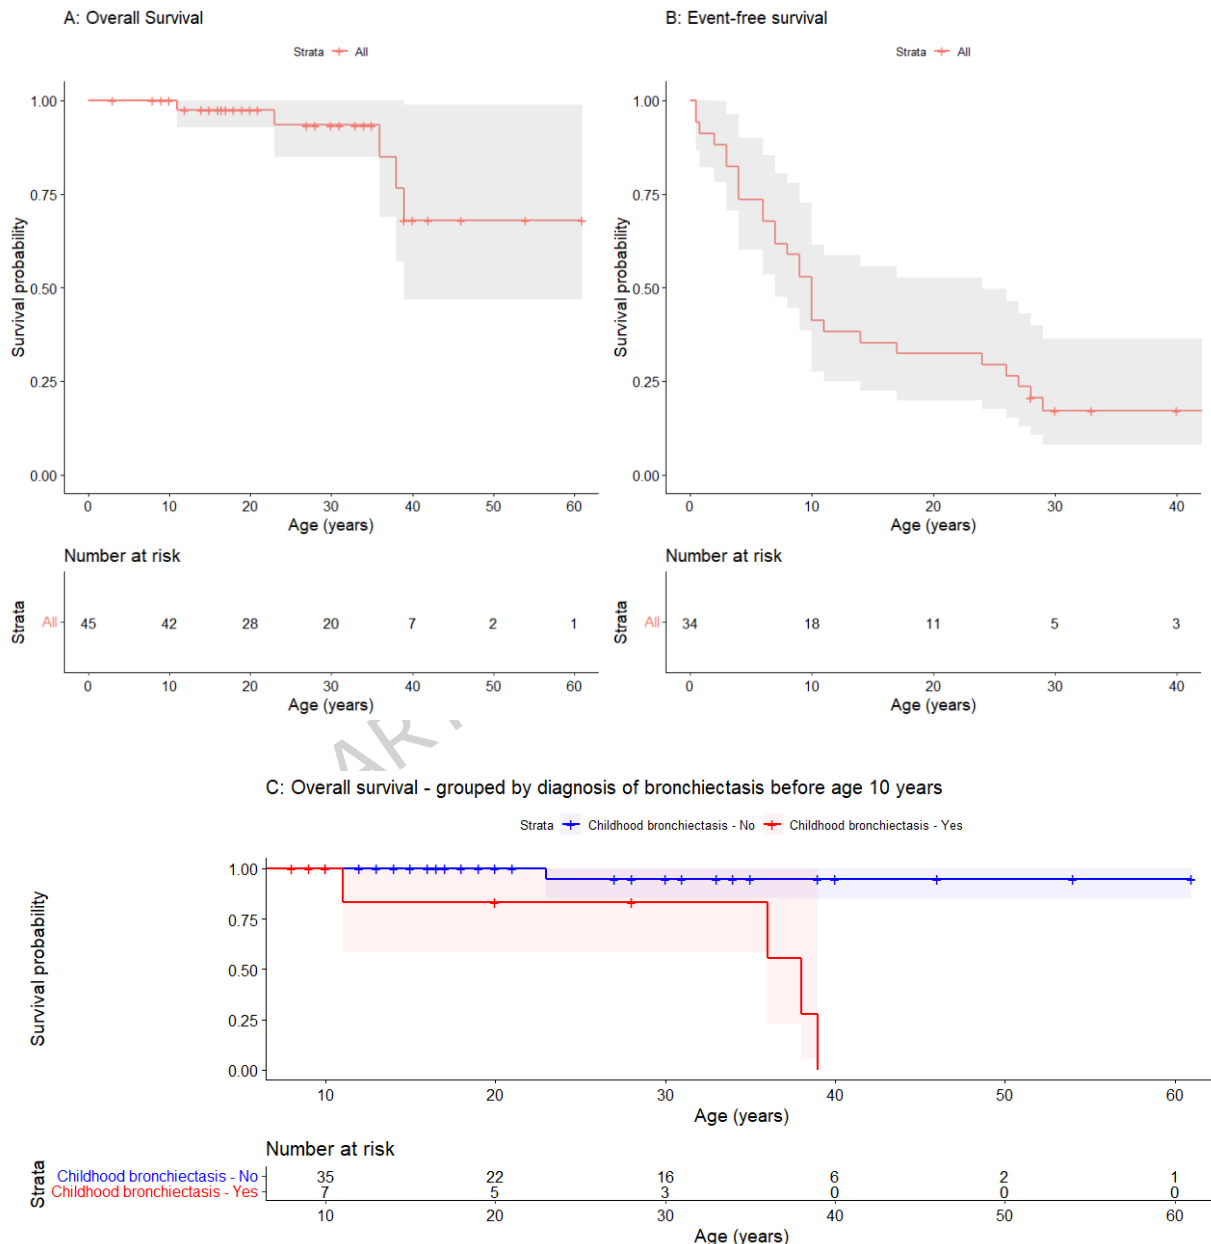 A: Overall Survival
Strata All
Survival probability
1.00
0.75
0.50
0.25
0.00
0 10 20 30 40 50 60
Age (years)
Number at risk
Strata
All 45 42 28 20 7 2 1
0 10 20 30 40 50 60
Age (years)
B: Event-free survival
Strata All
Survival probability
1.00
0.75
0.50
0.25
0.00
0 10 20 30 40
Age (years)
Number at risk
Strata
All 34 18 11 5 3
0 10 20 30 40
Age (years)
C: Overall survival - grouped by diagnosis of bronchiectasis before age 10 years
Strata Childhood bronchiectasis - No Childhood bronchiectasis - Yes
Survival probability
1.00
0.75
0.50
0.25
0.00
10 20 30 40 50 60
Age (years)
Number at risk
Strata
Childhood bronchiectasis - No 35 22 16 6 2 1
Childhood bronchiectasis - Yes 7 5 3 0 0 0
10 20 30 40 50 60
Age (years)